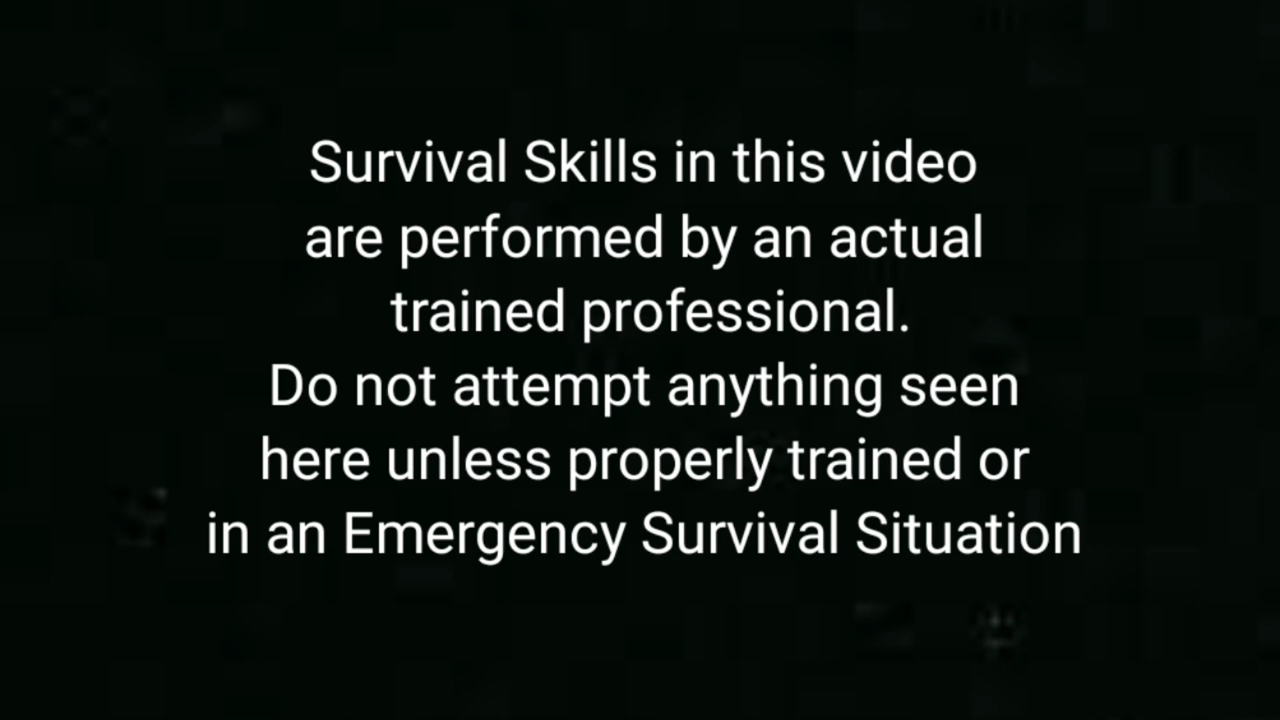 Survival Skills in this video
are performed by an actual
trained professional.
Do not attempt anything seen
here unless properly trained or
in an Emergency Survival Situation